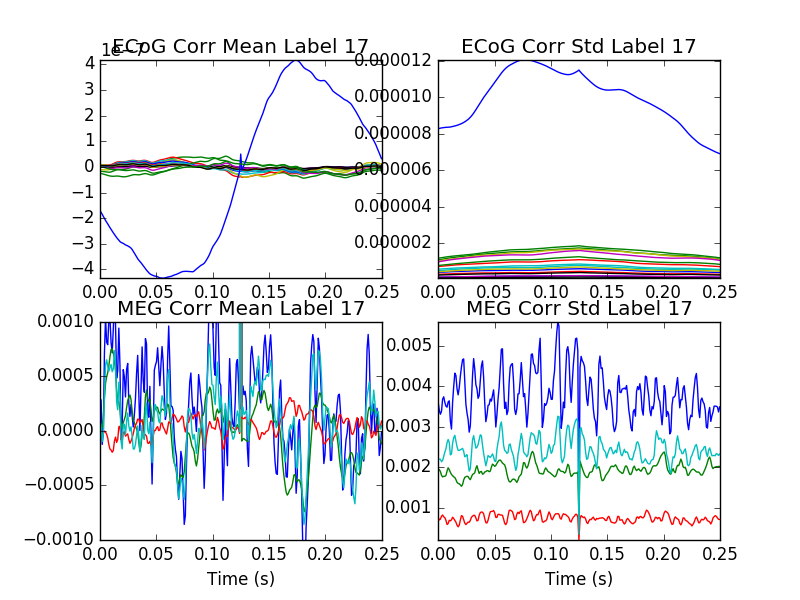 ECoG Corr Mean Label 17
1e−7
4
3
2
1
0
−1
−2
−3
−4
0.00 0.05 0.10 0.15 0.20 0.25
ECoG Corr Std Label 17
0.000012
0.000010
0.000008
0.000006
0.000004
0.000002
0.00 0.05 0.10 0.15 0.20 0.25
MEG Corr Mean Label 17
0.0010
0.0005
0.0000
−0.0005
−0.0010
0.00 0.05 0.10 0.15 0.20 0.25
Time (s)
MEG Corr Std Label 17
0.005
0.004
0.003
0.002
0.001
0.00 0.05 0.10 0.15 0.20 0.25
Time (s)